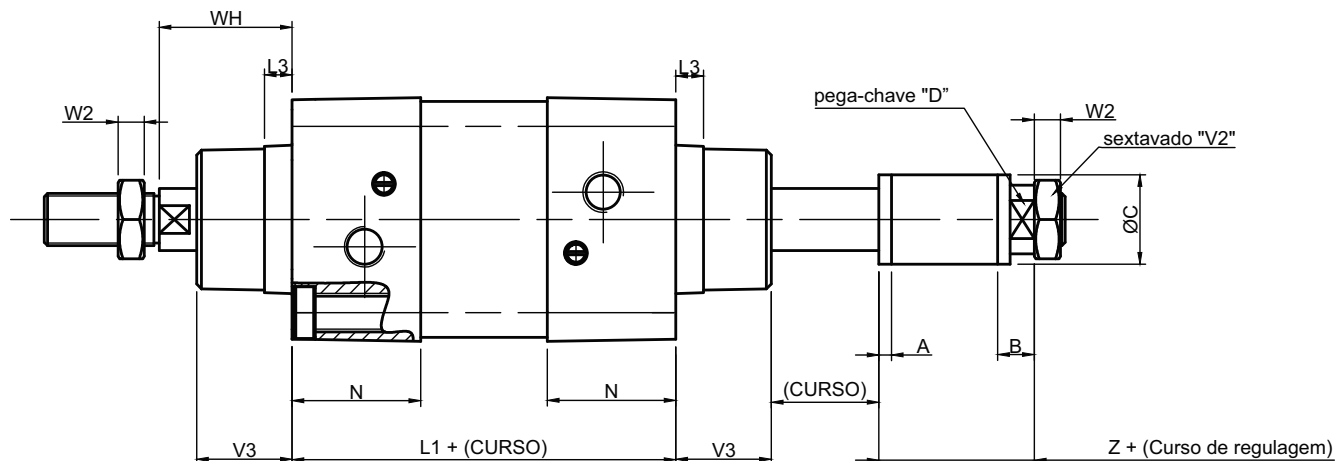 WH
L3
L3
W2
pega-chave "D"
W2
sextavado "V2"
ØC
A
B
N
N
(CURSO)
V3
L1 + (CURSO)
V3
Z + (Curso de regulagem)